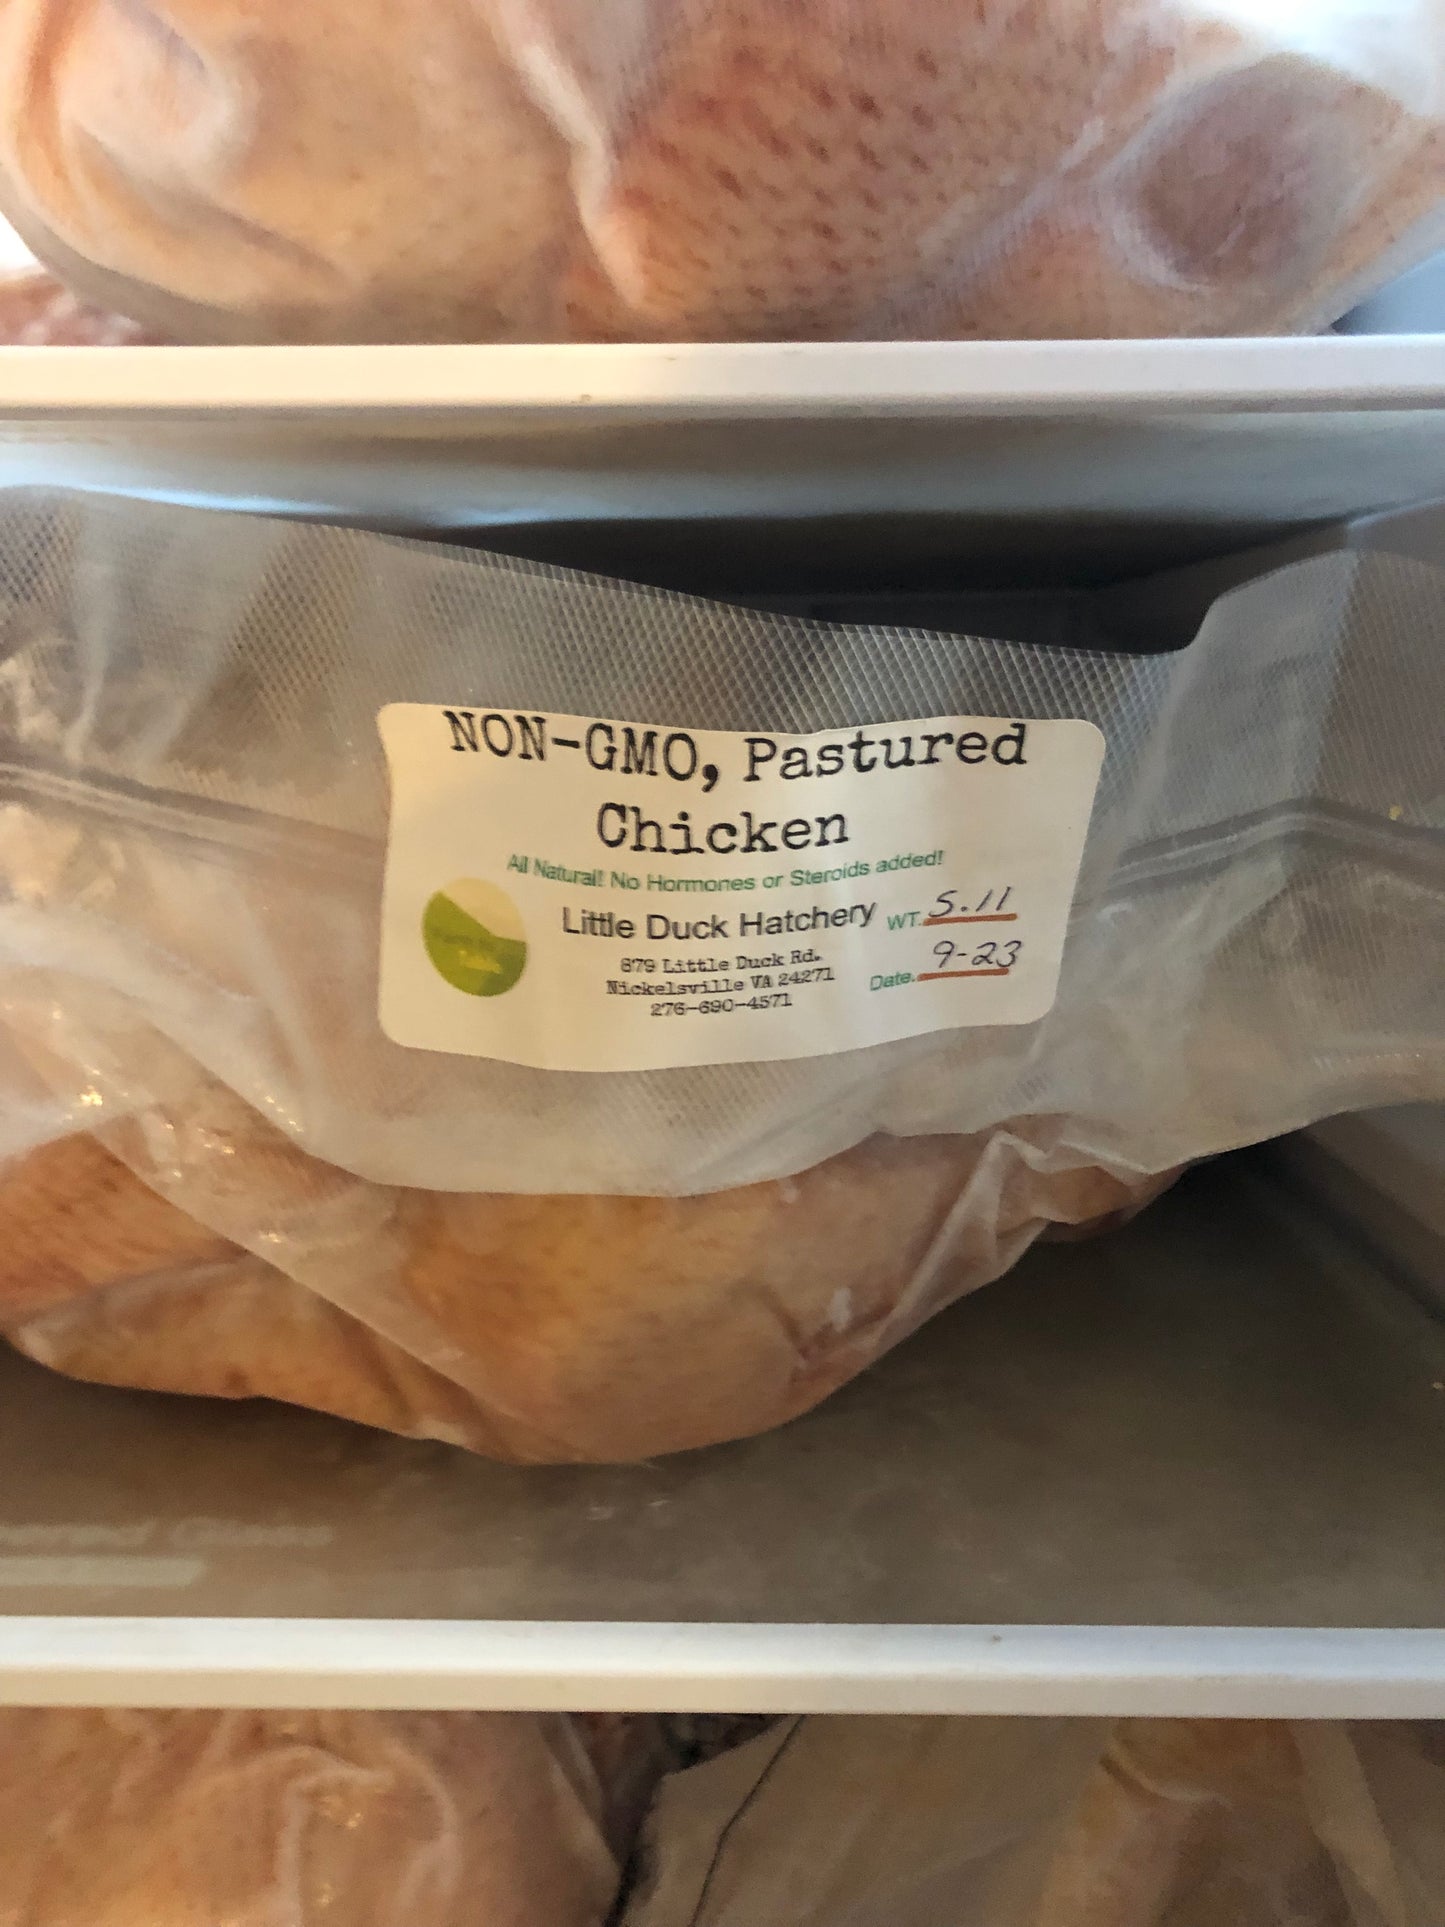 NON-GMO, Pastured
Chicken
All Natural! No Hormones or Steroids added!
Little Duck Hatchery
WT. 5.11
879 Little Duck Rd.
Nickelsville VA 24271
276-690-4571
Date. 9-23